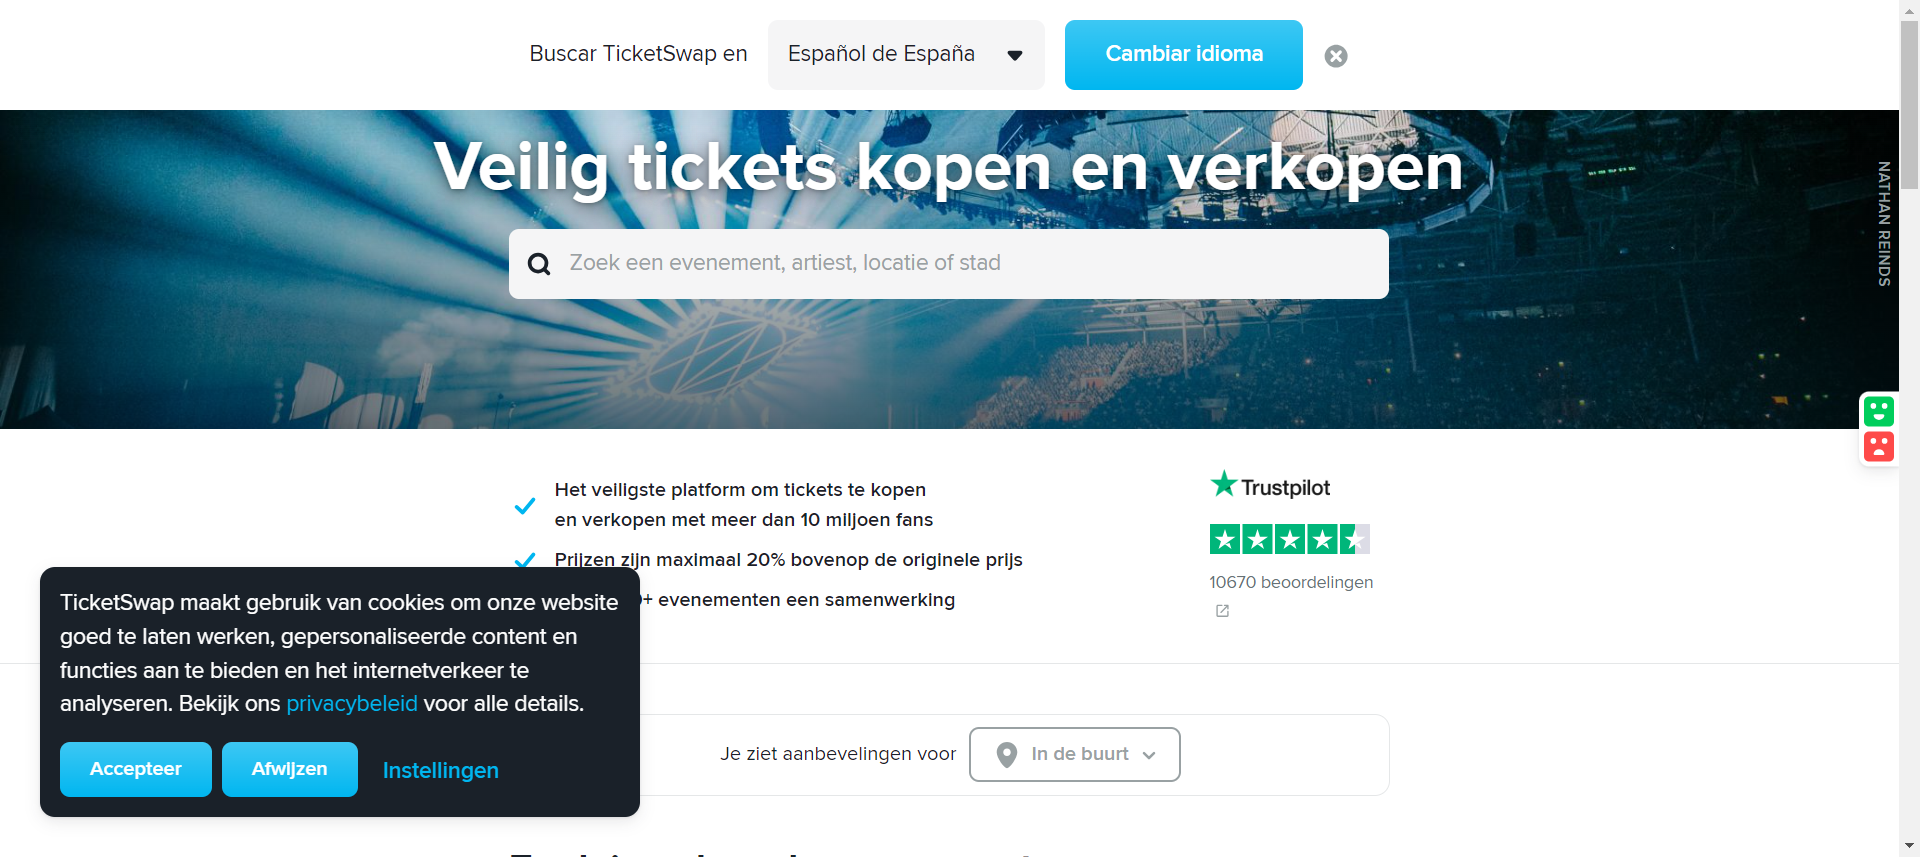 Buscar TicketSwap en
Español de España
Cambiar idioma
Veilig tickets kopen en verkopen
NATHAN REINDS
Zoek een evenement, artiest, locatie of stad
Het veiligste platform om tickets te kopen
en verkopen met meer dan 10 miljoen fans
Prijzen zijn maximaal 20% bovenop de originele prijs
+ evenementen een samenwerking
Trustpilot
10670 beoordelingen
TicketSwap maakt gebruik van cookies om onze website
goed te laten werken, gepersonaliseerde content en
functies aan te bieden en het internetverkeer te
analyseren. Bekijk ons privacybeleid voor alle details.
Accepteer
Afwijzen
Instellingen
Je ziet aanbevelingen voor
In de buurt